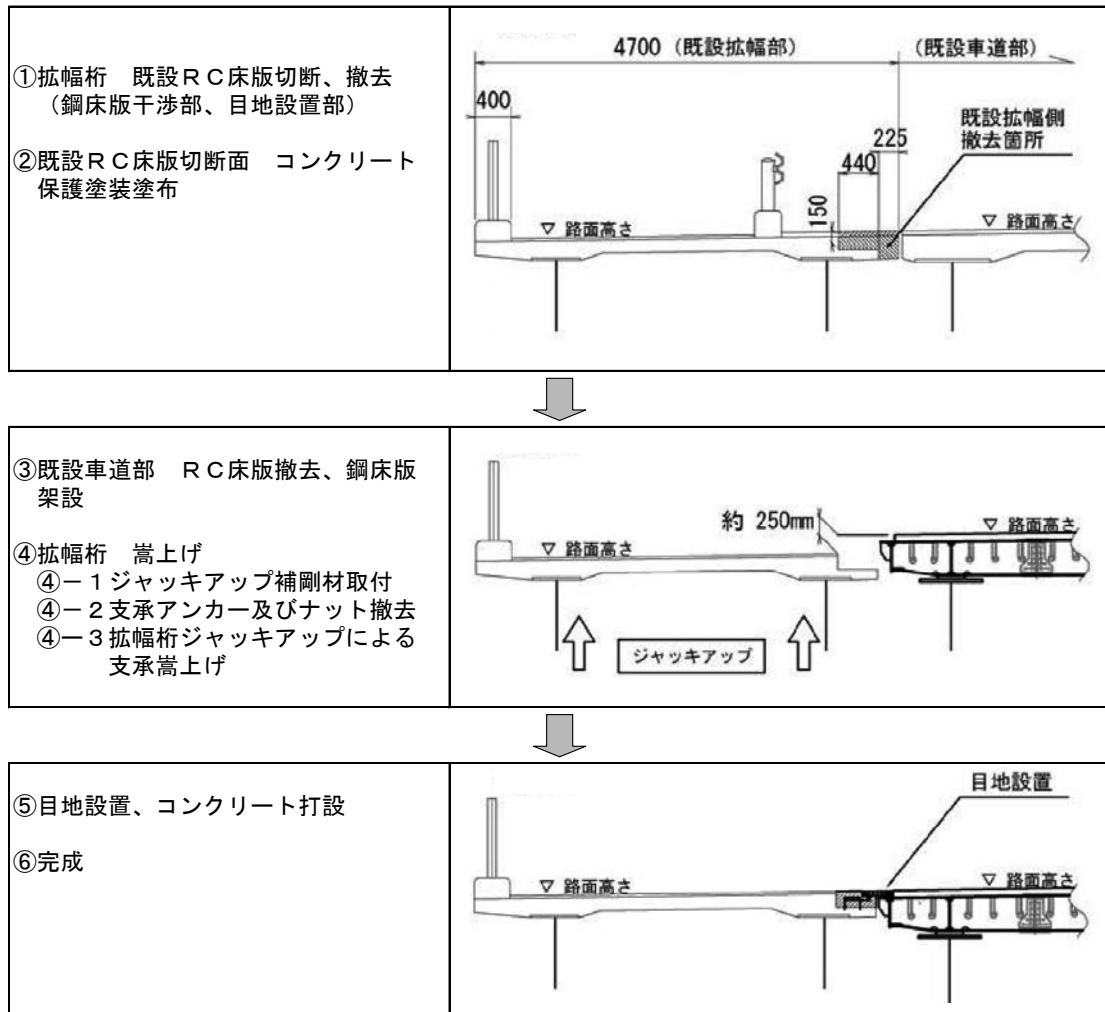 ①拡幅桁　既設ＲＣ床版切断、撤去
（鋼床版干渉部、目地設置部）
②既設ＲＣ床版切断面　コンクリート
保護塗装塗布
4700（既設拡幅部）
（既設車道部）
400
既設拡幅側
撤去箇所
225
440
150
▽ 路面高さ
▽ 路面高さ
③既設車道部　ＲＣ床版撤去、鋼床版
架設
④拡幅桁　嵩上げ
④－１ジャッキアップ補剛材取付
④－２支承アンカー及びナット撤去
④－３拡幅桁ジャッキアップによる
支承嵩上げ
約 250mm
▽ 路面高さ
▽ 路面高さ
ジャッキアップ
⑤目地設置、コンクリート打設
⑥完成
目地設置
▽ 路面高さ
▽ 路面高さ